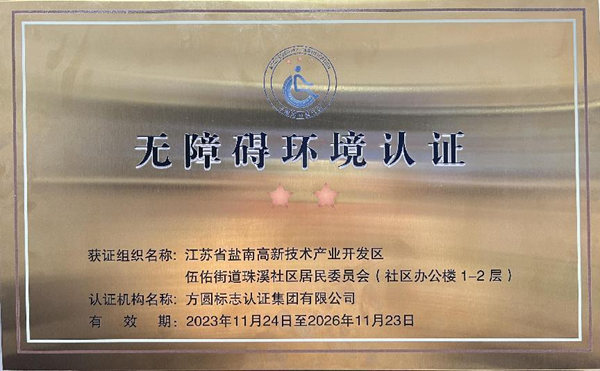 无障碍环境认证
获证组织名称：江苏省盐南高新技术产业开发区
伍佑街道珠溪社区居民委员会（社区办公楼1-2层）
认证机构名称：方圆标志认证集团有限公司
有效期：2023年11月24日至2026年11月23日